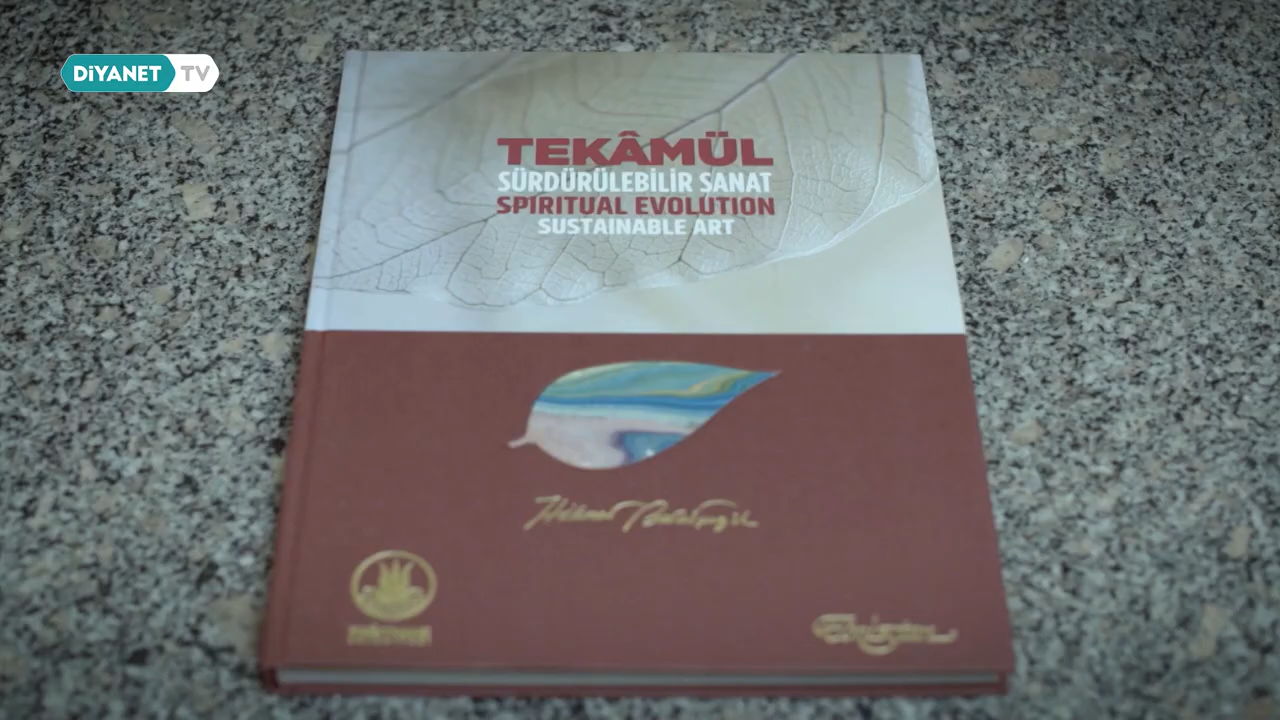 DİYANET TV
TEKÂMÜL
SÜRDÜRÜLEBİLİR SANAT
SPIRITUAL EVOLUTION
SUSTAINABLE ART